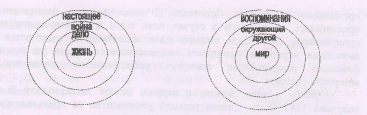 настоящее
война
дело
жизнь
воспоминания
окружающий
другой
мир